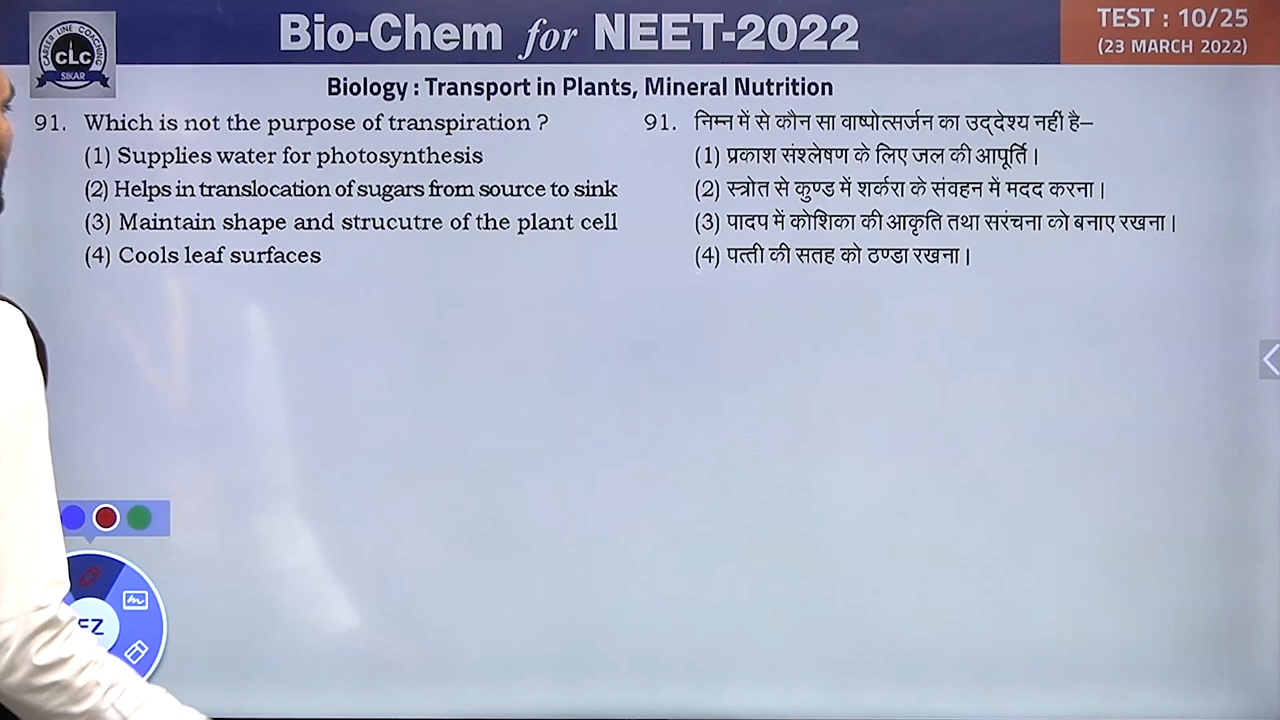 Bio-Chem for NEET-2022
TEST : 10/25
(23 MARCH 2022)
CAREER LINE COACHING
CLC
SIKAR
Biology : Transport in Plants, Mineral Nutrition
91. Which is not the purpose of transpiration ?
(1) Supplies water for photosynthesis
(2) Helps in translocation of sugars from source to sink
(3) Maintain shape and strucutre of the plant cell
(4) Cools leaf surfaces
91. निम्न में से कौन सा वाष्पोत्सर्जन का उद्देश्य नहीं है–
(1) प्रकाश संश्लेषण के लिए जल की आपूर्ति।
(2) स्त्रोत से कुण्ड में शर्करा के संवहन में मदद करना।
(3) पादप में कोशिका की आकृति तथा सरंचना को बनाए रखना।
(4) पत्ती की सतह को ठण्डा रखना।
EZ